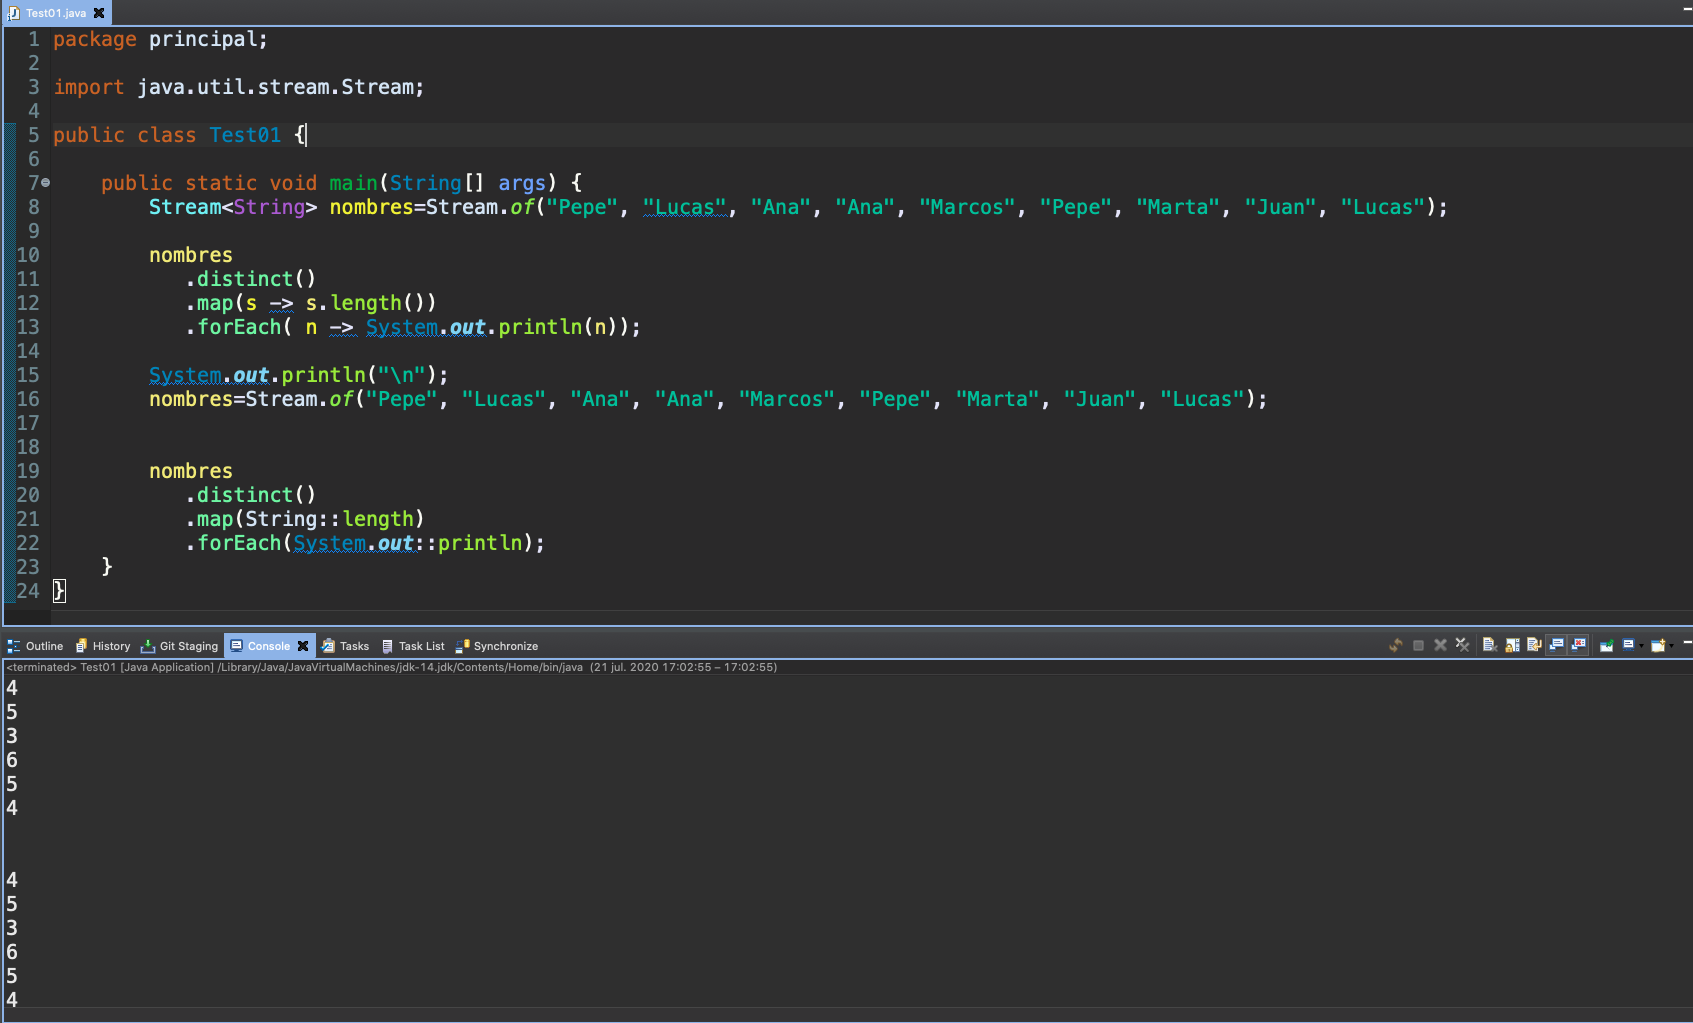 Test01.java
1 package principal;
2
3 import java.util.stream.Stream;
4
5 public class Test01 {
6
7     public static void main(String[] args) {
8         Stream<String> nombres=Stream.of("Pepe", "Lucas", "Ana", "Ana", "Marcos", "Pepe", "Marta", "Juan", "Lucas");
9
10         nombres
11            .distinct()
12            .map(s -> s.length())
13            .forEach( n -> System.out.println(n));
14
15         System.out.println("\n");
16         nombres=Stream.of("Pepe", "Lucas", "Ana", "Ana", "Marcos", "Pepe", "Marta", "Juan", "Lucas");
17
18
19         nombres
20            .distinct()
21            .map(String::length)
22            .forEach(System.out::println);
23     }
24 }
Outline History Git Staging Console Tasks Task List Synchronize
<terminated> Test01 [Java Application] /Library/Java/JavaVirtualMachines/jdk-14.jdk/Contents/Home/bin/java (21 jul. 2020 17:02:55 – 17:02:55)
4
5
3
6
5
4
4
5
3
6
5
4